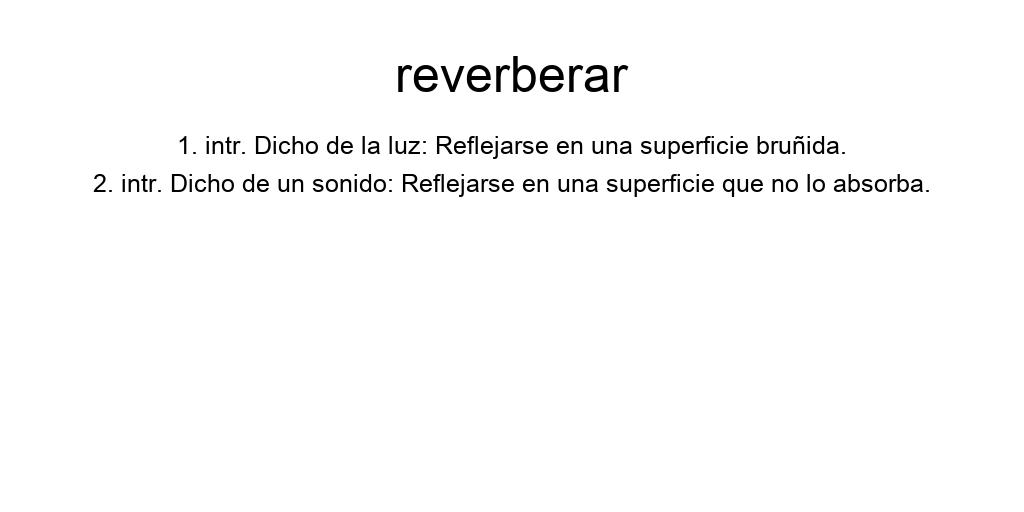 reverberar
1. intr. Dicho de la luz: Reflejarse en una superficie bruñida.
2. intr. Dicho de un sonido: Reflejarse en una superficie que no lo absorba.